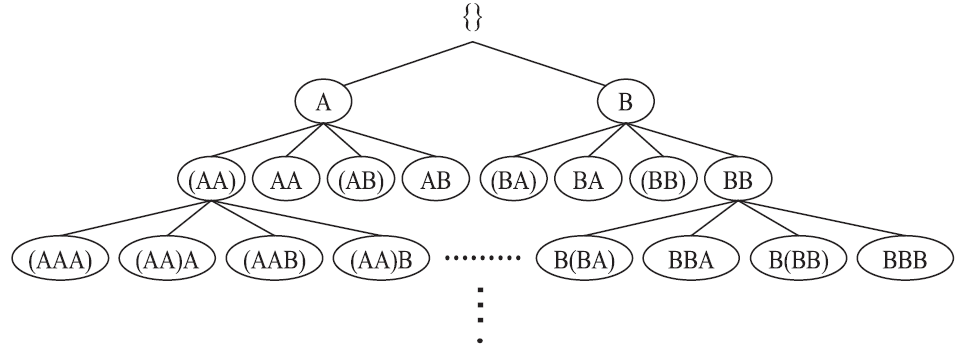 {}
A B
(AA) AA (AB) AB (BA) BA (BB) BB
(AAA) (AA)A (AAB) (AA)B ......... B(BA) BBA B(BB) BBB